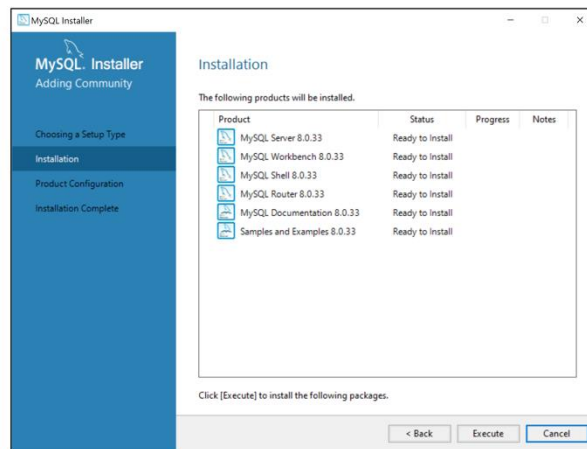 MySQL Installer
MySQL. Installer
Adding Community
Choosing a Setup Type
Installation
Product Configuration
Installation Complete
Installation
The following products will be installed.
Product Status Progress Notes
MySQL Server 8.0.33 Ready to Install
MySQL Workbench 8.0.33 Ready to Install
MySQL Shell 8.0.33 Ready to Install
MySQL Router 8.0.33 Ready to Install
MySQL Documentation 8.0.33 Ready to Install
Samples and Examples 8.0.33 Ready to Install
Click [Execute] to install the following packages.
< Back Execute Cancel